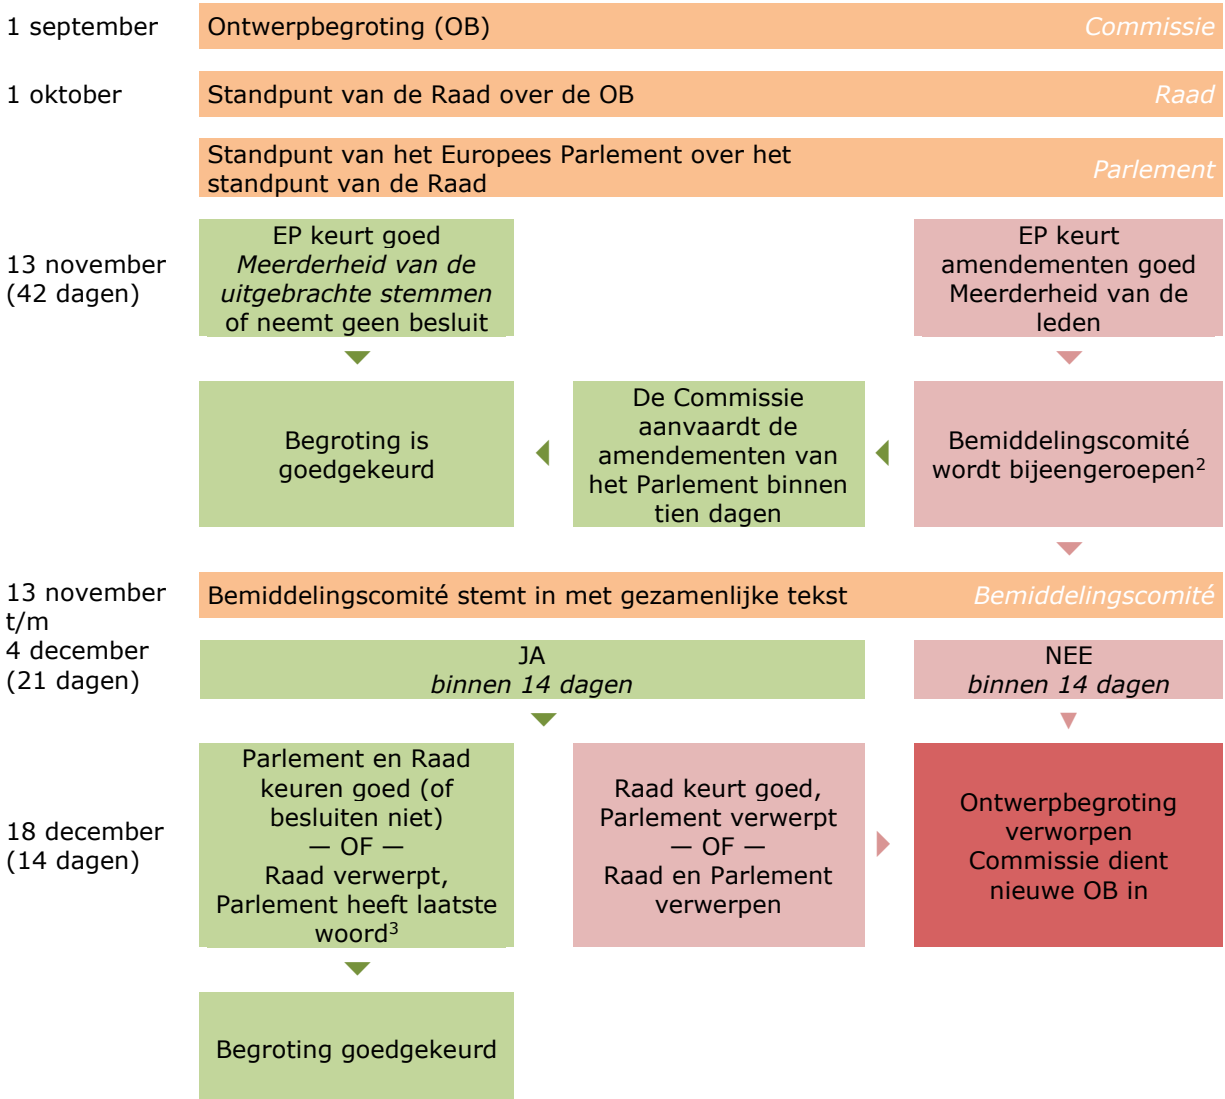 1 september
Ontwerpbegroting (OB)
Commissie
1 oktober
Standpunt van de Raad over de OB
Raad
Standpunt van het Europees Parlement over het
standpunt van de Raad
Parlement
13 november
(42 dagen)
EP keurt goed
Meerderheid van de
uitgebrachte stemmen
of neemt geen besluit
EP keurt
amendementen goed
Meerderheid van de
leden
Begroting is
goedgekeurd
De Commissie
aanvaardt de
amendementen van
het Parlement binnen
tien dagen
Bemiddelingscomité
wordt bijeengeroepen²
13 november
t/m
4 december
(21 dagen)
Bemiddelingscomité stemt in met gezamenlijke tekst
Bemiddelingscomité
JA
binnen 14 dagen
NEE
binnen 14 dagen
18 december
(14 dagen)
Parlement en Raad
keuren goed (of
besluiten niet)
— OF —
Raad verwerpt,
Parlement heeft laatste
woord³
Raad keurt goed,
Parlement verwerpt
— OF —
Raad en Parlement
verwerpen
Ontwerpbegroting
verworpen
Commissie dient
nieuwe OB in
Begroting goedgekeurd